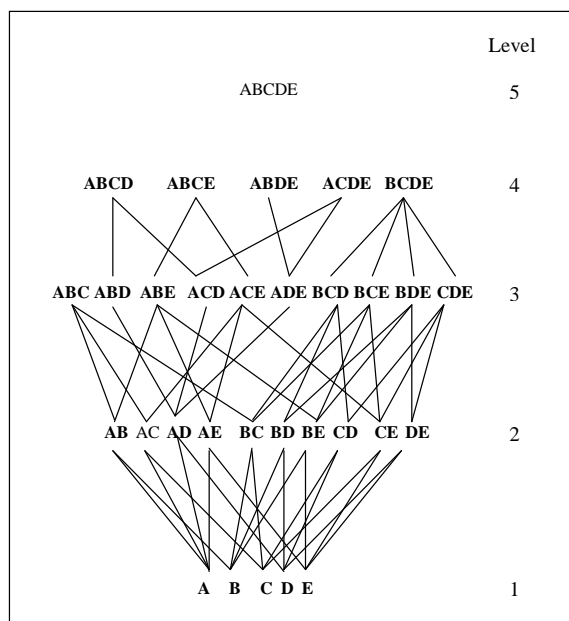 Level
ABCDE 5
ABCD ABCE ABDE ACDE BCDE 4
ABC ABD ABE ACD ACE ADE BCD BCE BDE CDE 3
AB AC AD AE BC BD BE CD CE DE 2
A B C D E 1